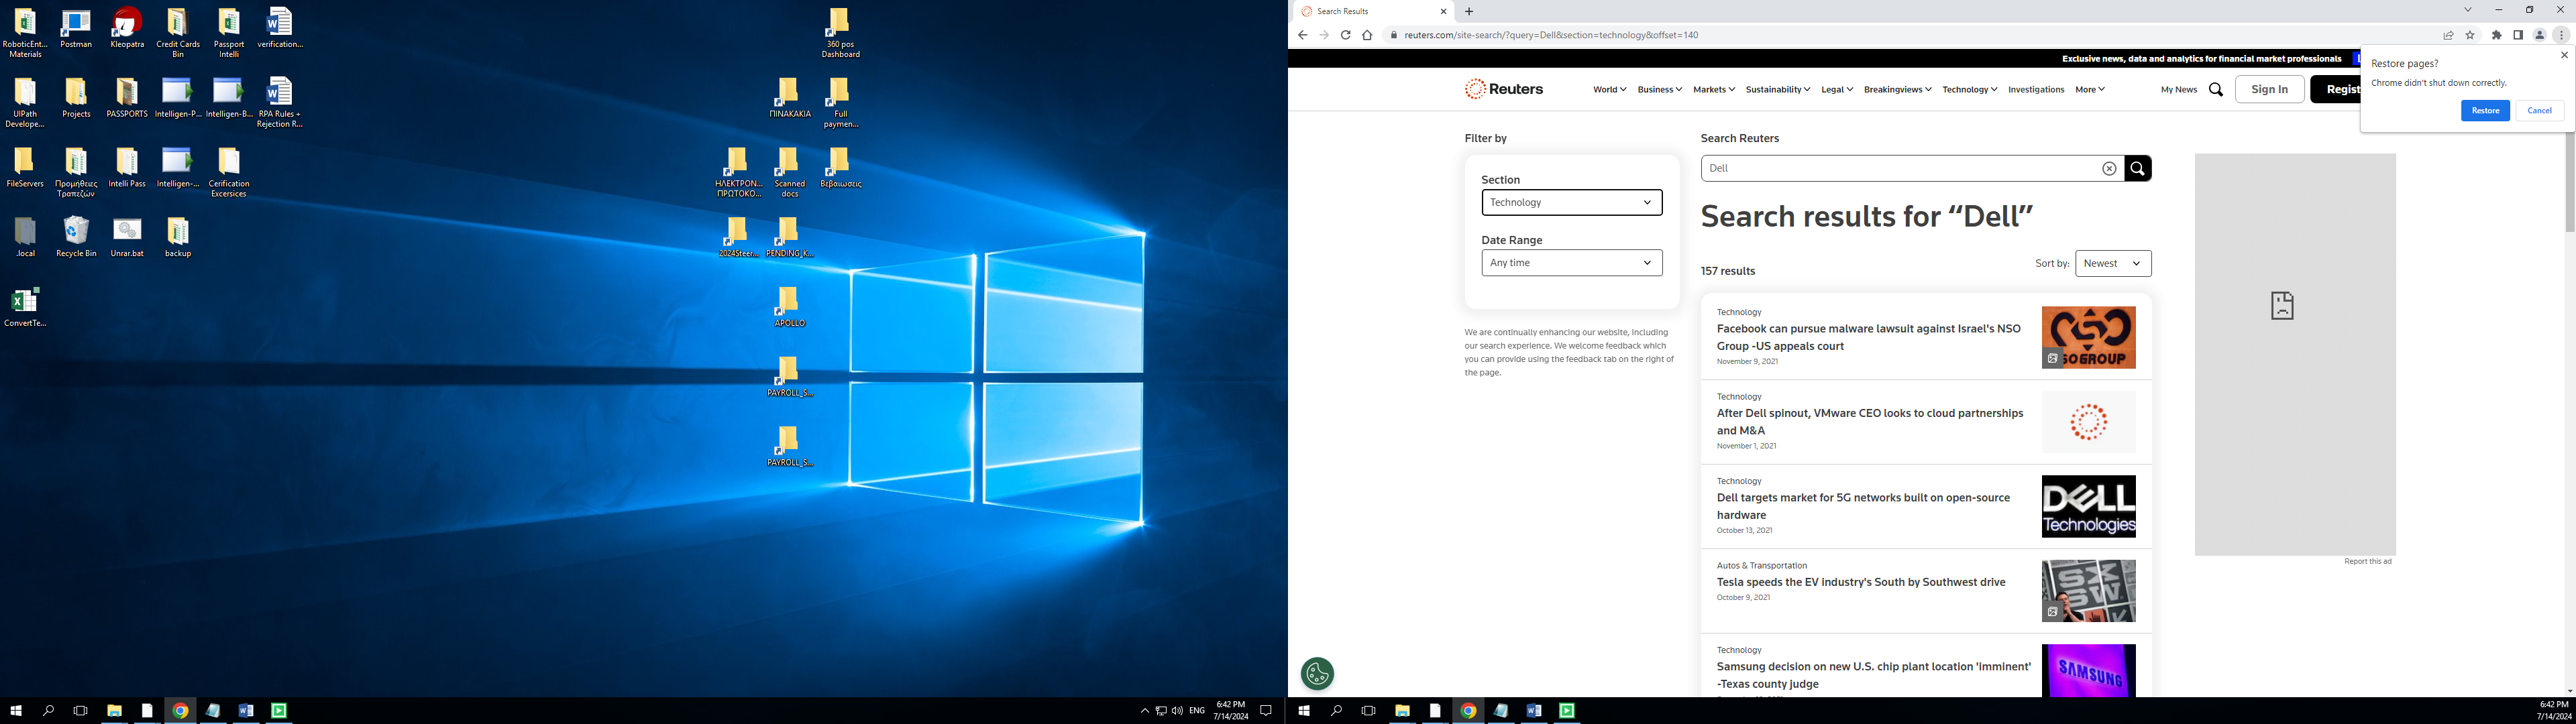 RoboticEnt...
Materials
Postman
Kleopatra
Credit Cards
Bin
Passport
Intelli
verification...
360 pos
Dashboard
UIPath
Develope...
Projects
PASSPORTS
Intelligen-P...
Intelligen-B...
RPA Rules +
Rejection R...
ΠΙΝΑΚΑΚΙΑ
Full
paymen...
FileServers
Προμηθειες
Τραπεζών
Intelli Pass
Intelligen-...
Cerification
Excersices
ΗΛΕΚΤΡΟΝ...
ΠΡΩΤΟΚΟ...
Scanned
docs
Βεβαιωσεις
.local
Recycle Bin
Unrar.bat
backup
2024Steer...
PENDING_K...
ConvertTe...
APOLLO
PAYROLL_S...
PAYROLL_S...
ENG
6:42 PM
7/14/2024
Search Results
reuters.com/site-search/?query=Dell&section=technology&offset=140
Exclusive news, data and analytics for financial market professionals
Restore pages?
Chrome didn't shut down correctly.
Restore
Cancel
Reuters
World
Business
Markets
Sustainability
Legal
Breakingviews
Technology
Investigations
More
My News
Sign In
Regist
Filter by
Section
Technology
Date Range
Any time
We are continually enhancing our website, including
our search experience. We welcome feedback which
you can provide using the feedback tab on the right of
the page.
Search Reuters
Dell
Search results for “Dell”
157 results
Sort by:
Newest
Technology
Facebook can pursue malware lawsuit against Israel's NSO
Group -US appeals court
November 9, 2021
SO GROUP
Technology
After Dell spinout, VMware CEO looks to cloud partnerships
and M&A
November 1, 2021
Technology
Dell targets market for 5G networks built on open-source
hardware
October 13, 2021
DELL
Technologies
Autos & Transportation
Tesla speeds the EV industry's South by Southwest drive
October 9, 2021
Technology
Samsung decision on new U.S. chip plant location 'imminent'
-Texas county judge
SAMSUNG
Report this ad
6:42 PM
7/14/2024